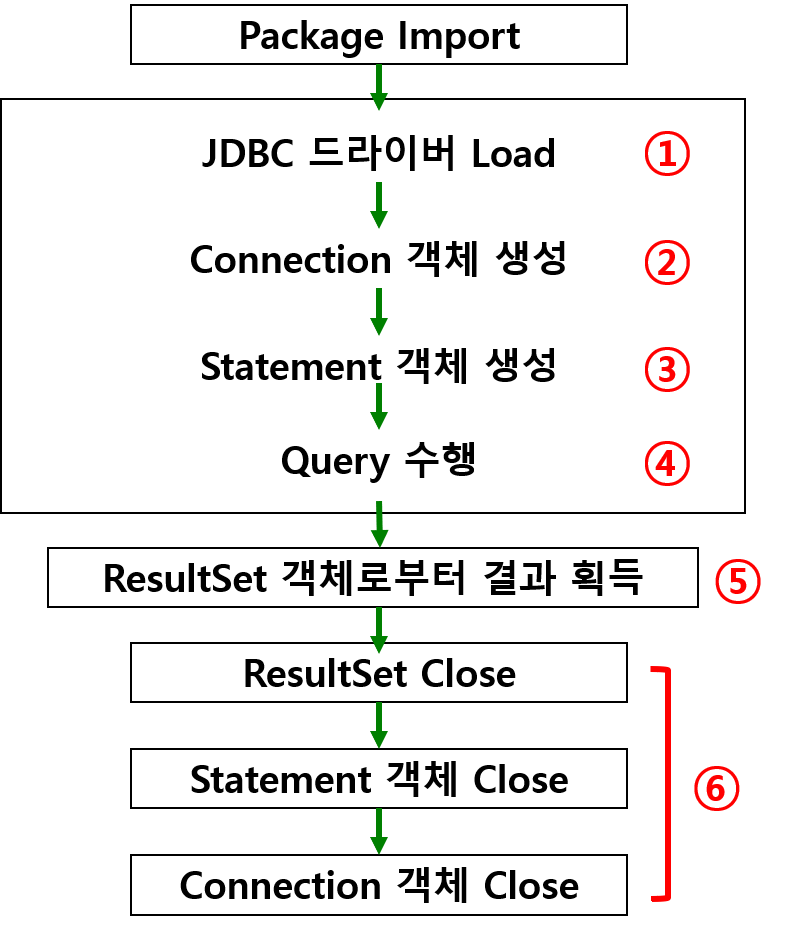 Package Import
JDBC 드라이버 Load ①
Connection 객체 생성 ②
Statement 객체 생성 ③
Query 수행 ④
ResultSet 객체로부터 결과 획득 ⑤
ResultSet Close
Statement 객체 Close ⑥
Connection 객체 Close